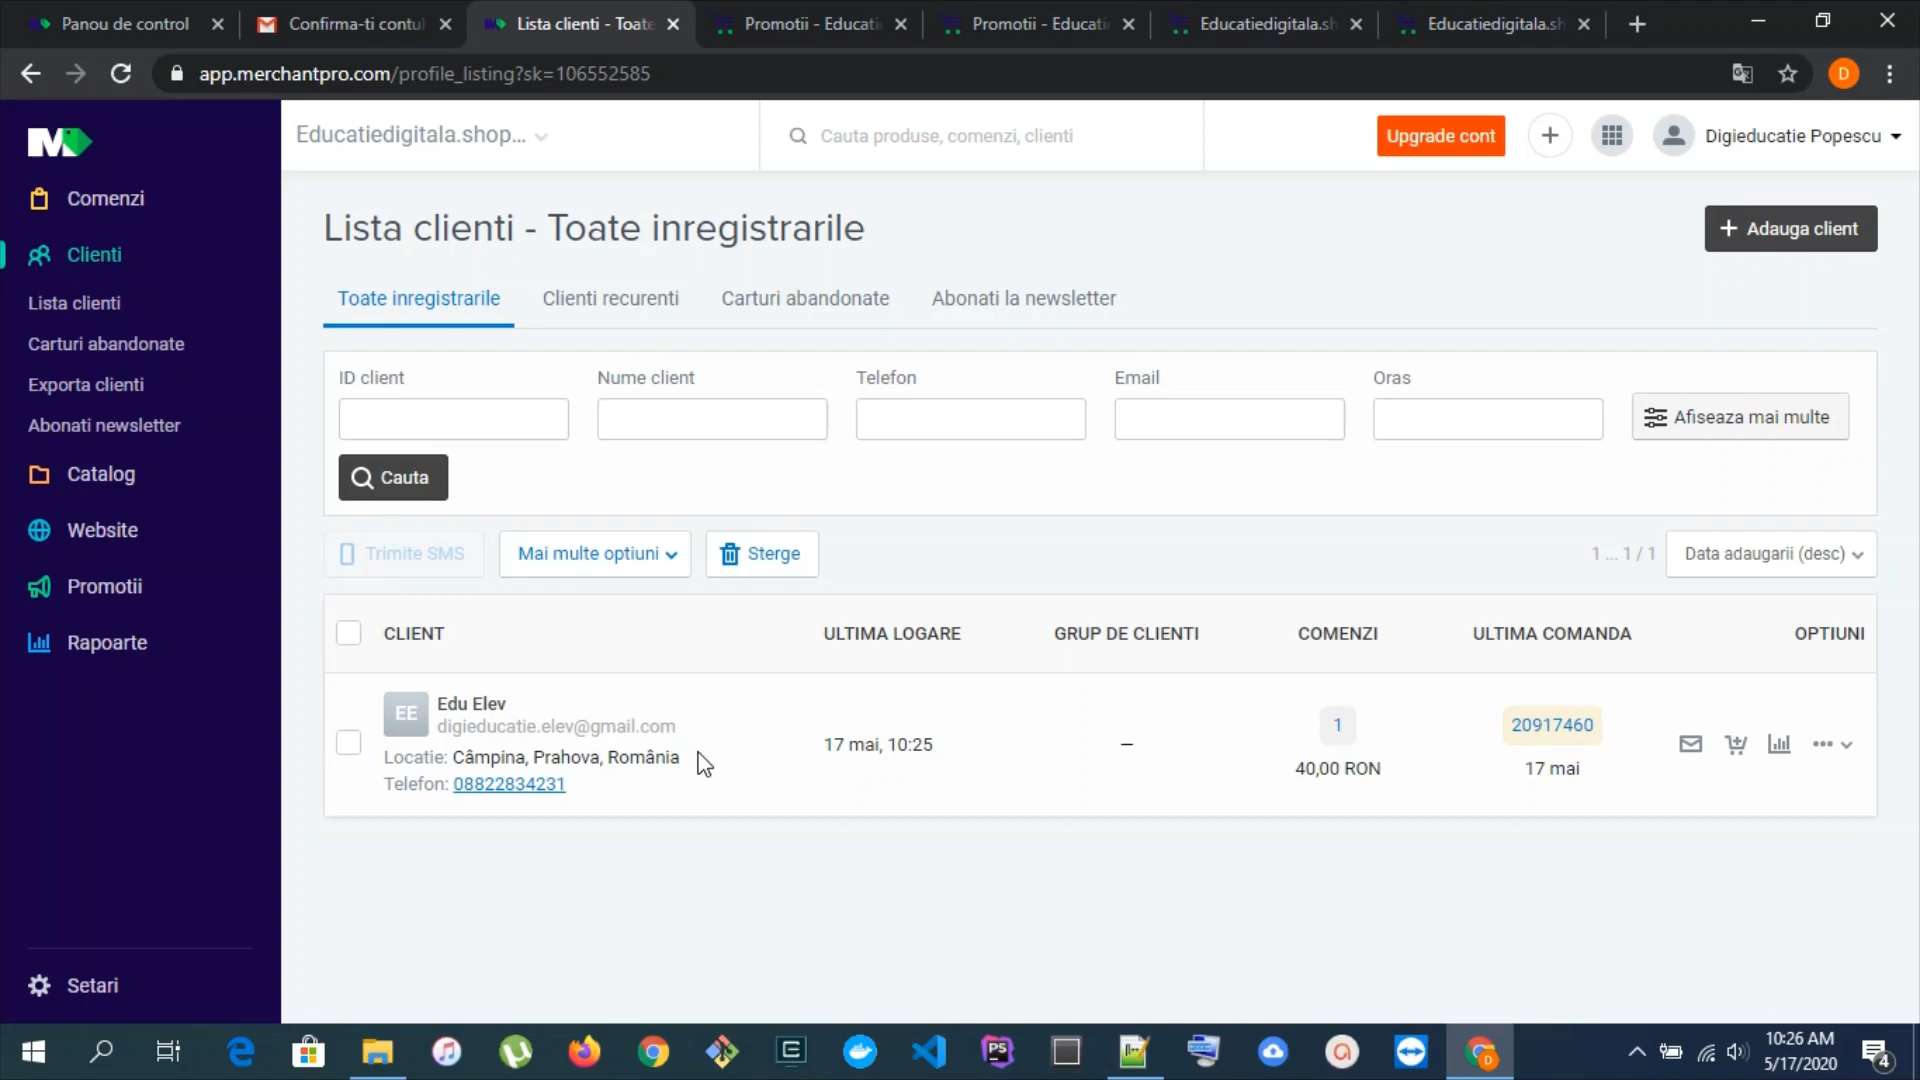 Panou de control
Confirma-ti contul
Lista clienti - Toate
Promotii - Educati
Promotii - Educati
Educatiedigitala.sh
Educatiedigitala.sh
app.merchantpro.com/profile_listing?sk=106552585
D
Educatiedigitala.shop...
Cauta produse, comenzi, clienti
Upgrade cont
Digieducatie Popescu
Comenzi
Clienti
Lista clienti
Carturi abandonate
Exporta clienti
Abonati newsletter
Catalog
Website
Promotii
Rapoarte
Setari
Lista clienti - Toate inregistrarile
+ Adauga client
Toate inregistrarile
Clienti recurenti
Carturi abandonate
Abonati la newsletter
ID client
Nume client
Telefon
Email
Oras
Afiseaza mai multe
Cauta
Trimite SMS
Mai multe optiuni
Sterge
1 ... 1 / 1
Data adaugarii (desc)
CLIENT
ULTIMA LOGARE
GRUP DE CLIENTI
COMENZI
ULTIMA COMANDA
OPTIUNI
EE
Edu Elev
digieducatie.elev@gmail.com
Locatie: Câmpina, Prahova, România
Telefon: 08822834231
17 mai, 10:25
–
1
40,00 RON
20917460
17 mai
10:26 AM
5/17/2020
4